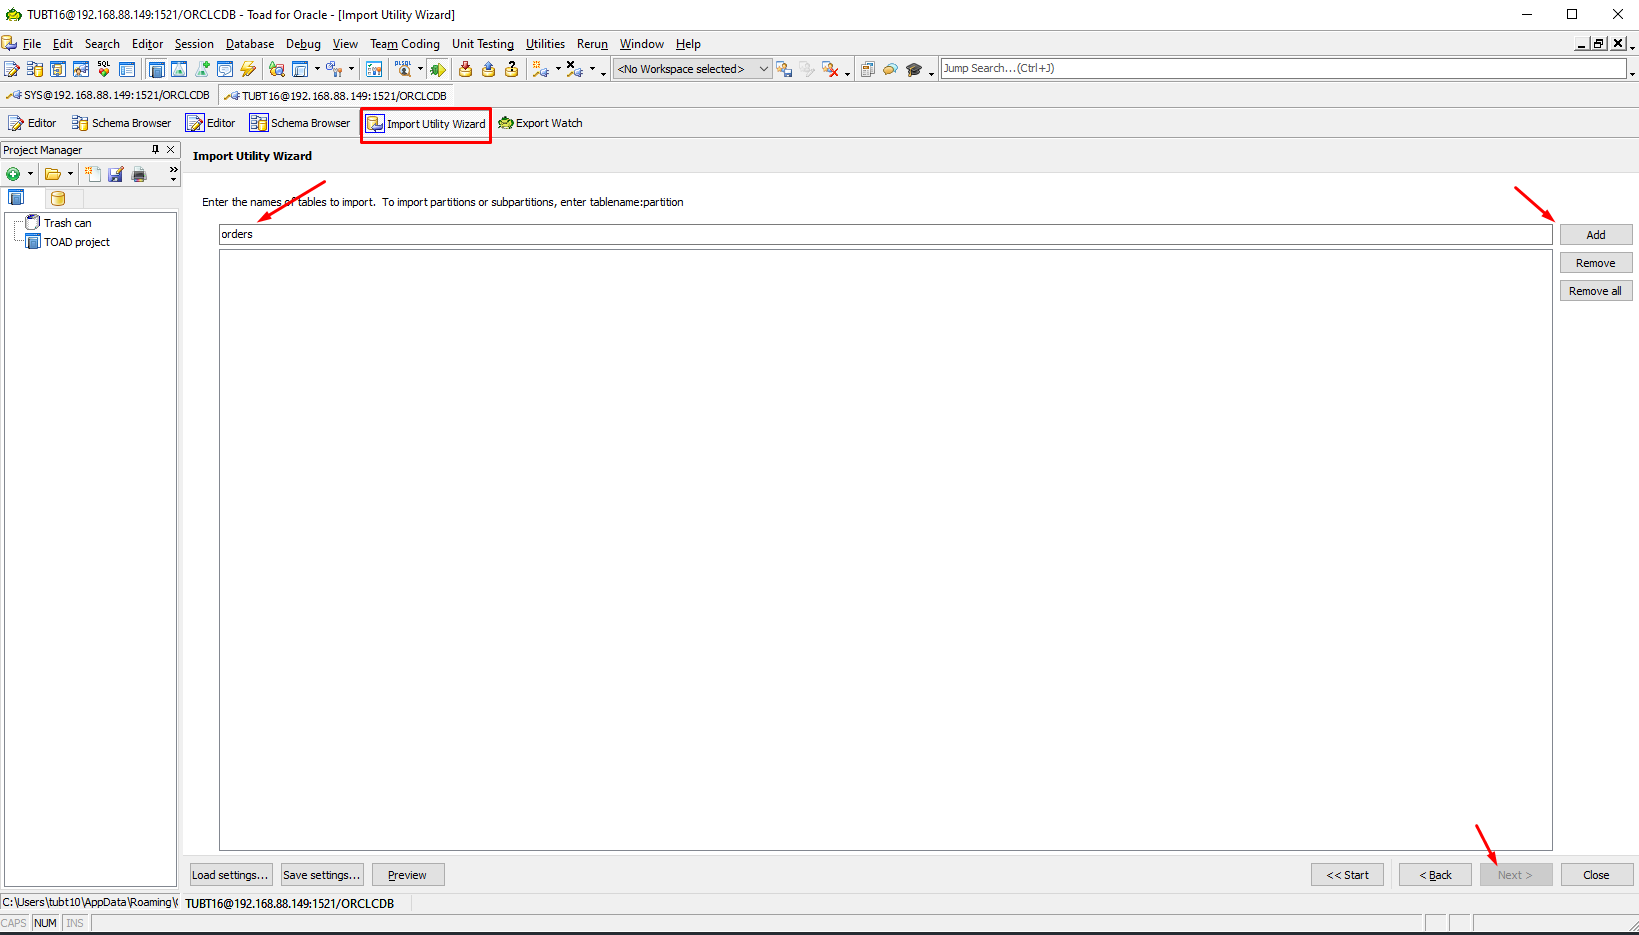 TUBT16@192.168.88.149:1521/ORCLCDB - Toad for Oracle - [Import Utility Wizard]
File Edit Search Editor Session Database Debug View Team Coding Unit Testing Utilities Rerun Window Help
SQL PLSQL <No Workspace selected> Jump Search...(Ctrl+J)
SYS@192.168.88.149:1521/ORCLCDB TUBT16@192.168.88.149:1521/ORCLCDB
Editor Schema Browser Editor Schema Browser Import Utility Wizard Export Watch
Project Manager
Import Utility Wizard
Trash can
TOAD project
Enter the names of tables to import. To import partitions or subpartitions, enter tablename:partition
orders
Add
Remove
Remove all
Load settings... Save settings... Preview << Start < Back Next > Close
C:\Users\tubt10\AppData\Roaming\ TUBT16@192.168.88.149:1521/ORCLCDB
CAPS NUM INS